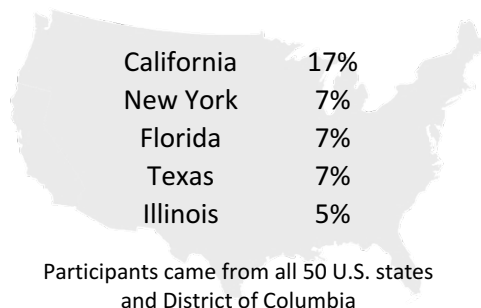 California 17%
New York 7%
Florida 7%
Texas 7%
Illinois 5%
Participants came from all 50 U.S. states
and District of Columbia